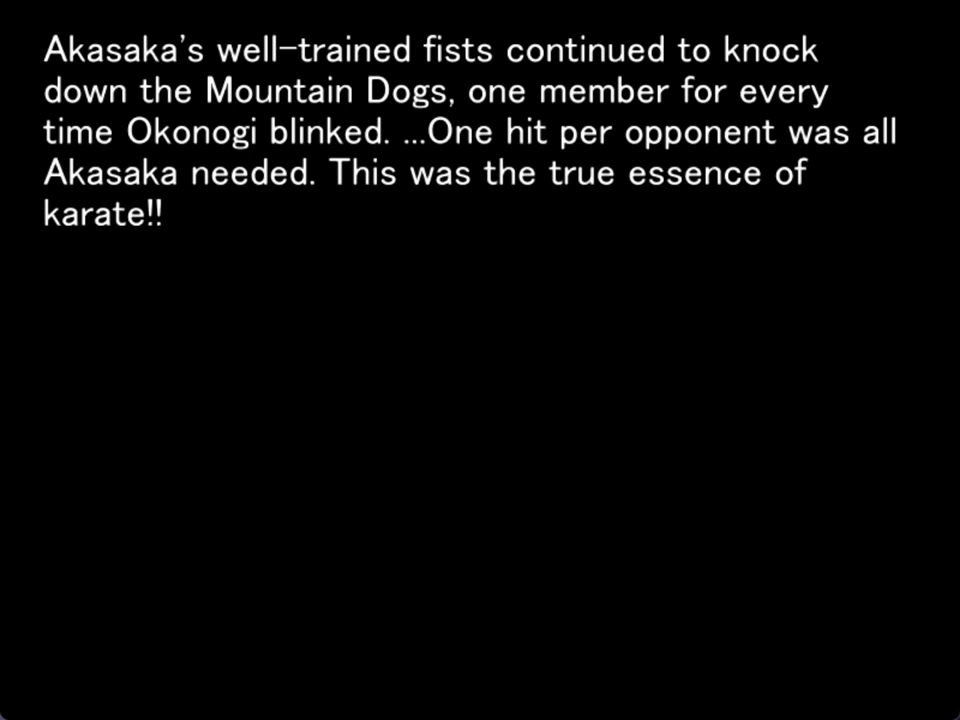 Akasaka's well-trained fists continued to knock
down the Mountain Dogs, one member for every
time Okonogi blinked. ...One hit per opponent was all
Akasaka needed. This was the true essence of
karate!!